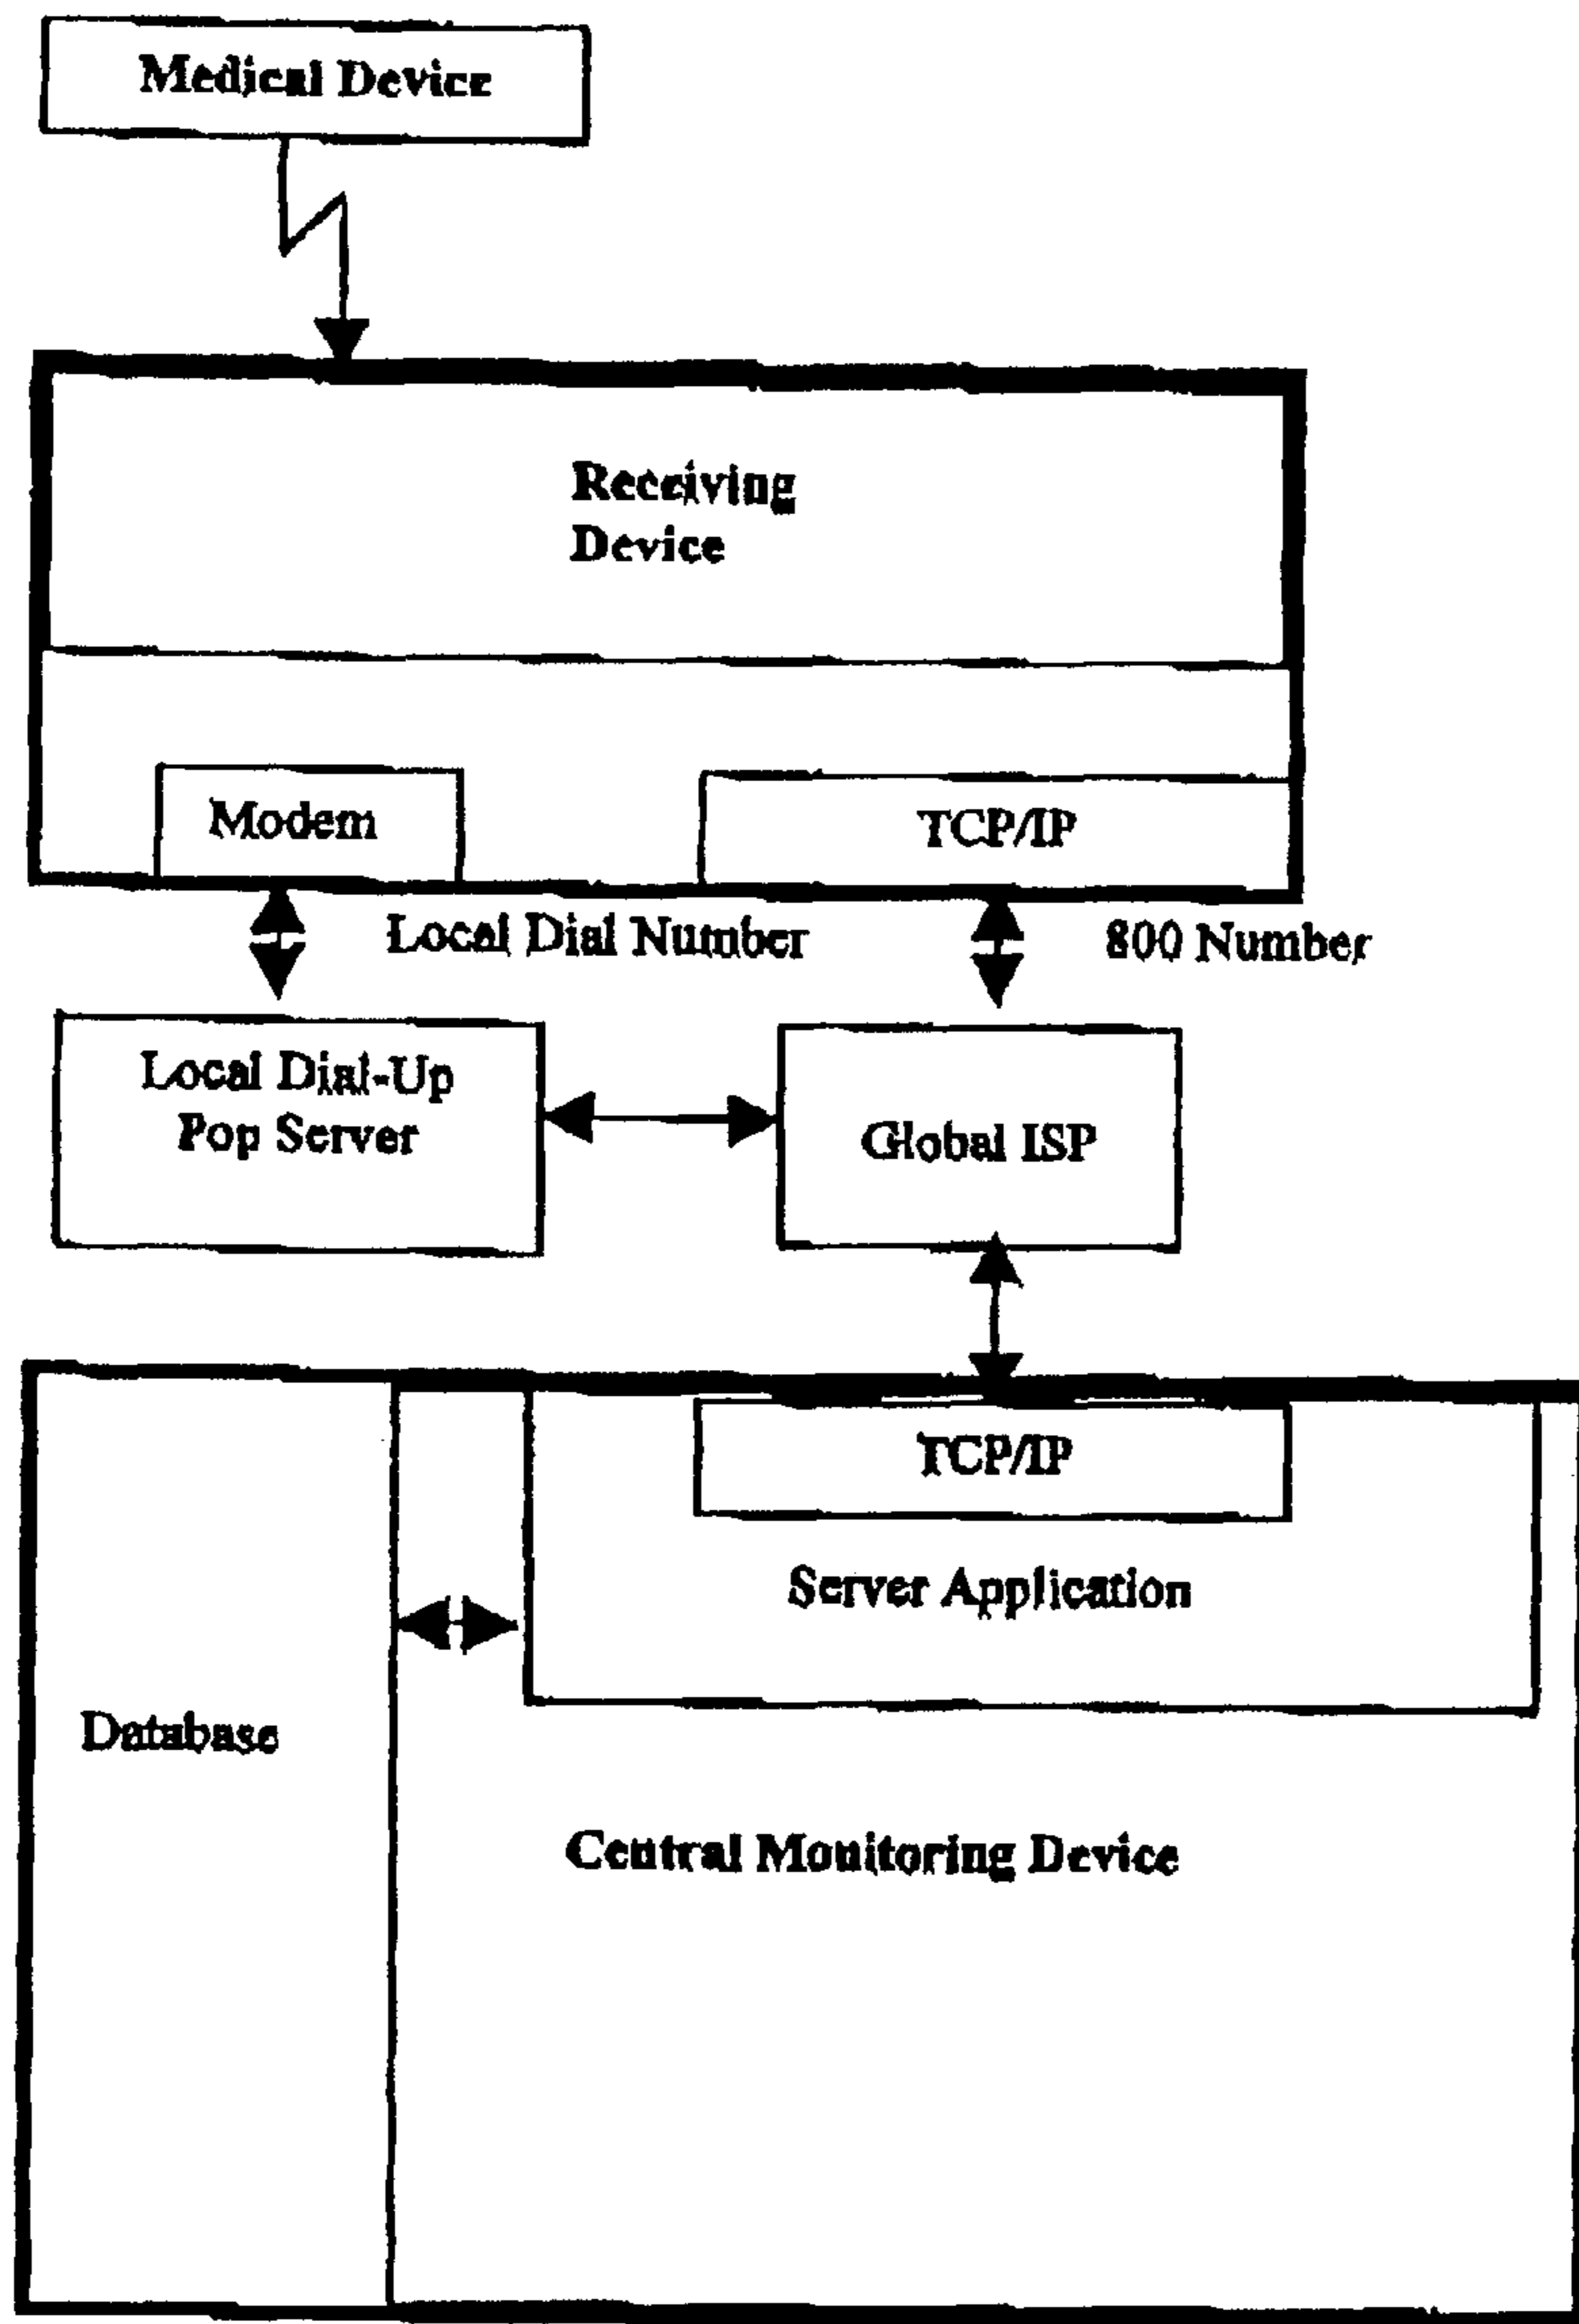 Medical Device
Receiving
Device
Modem
TCP/IP
Local Dial Number
800 Number
Local Dial-Up
Pop Server
Global ISP
TCP/IP
Server Application
Database
Central Monitoring Device